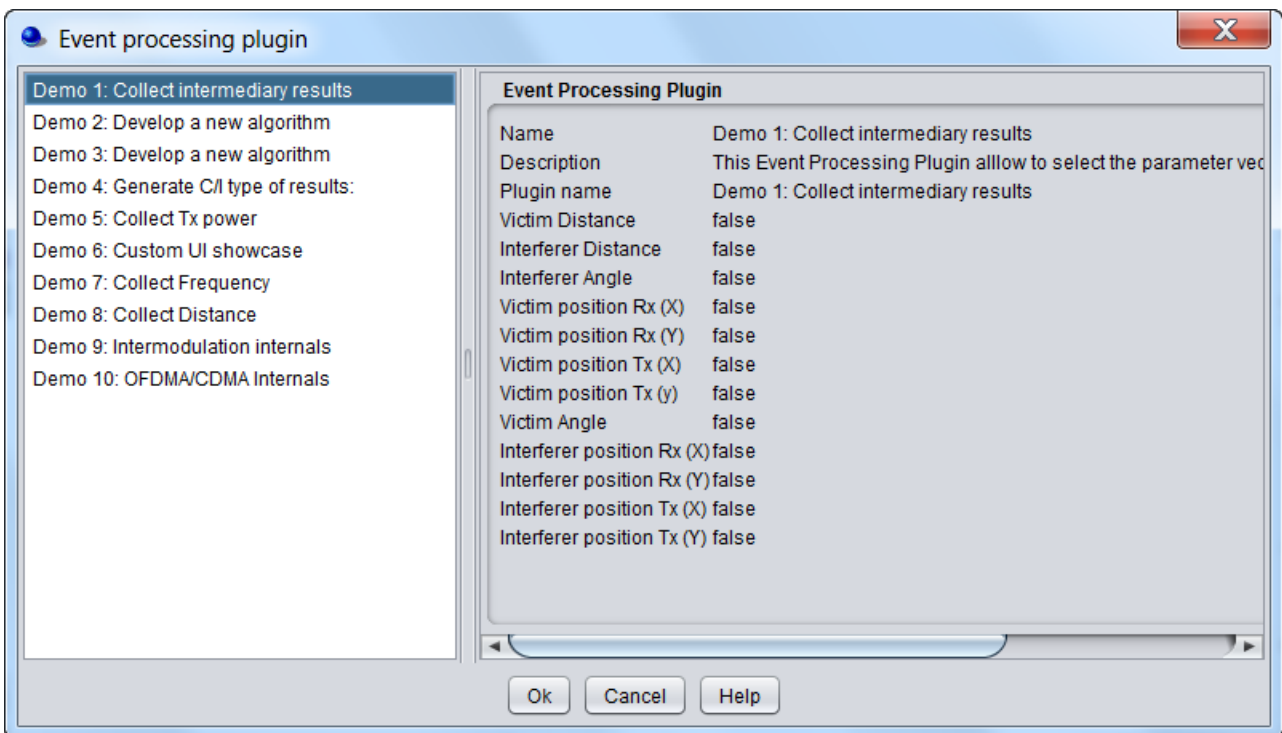 Event processing plugin
Demo 1: Collect intermediary results
Demo 2: Develop a new algorithm
Demo 3: Develop a new algorithm
Demo 4: Generate C/I type of results:
Demo 5: Collect Tx power
Demo 6: Custom UI showcase
Demo 7: Collect Frequency
Demo 8: Collect Distance
Demo 9: Intermodulation internals
Demo 10: OFDMA/CDMA Internals
Event Processing Plugin
Name Demo 1: Collect intermediary results
Description This Event Processing Plugin alllow to select the parameter vec
Plugin name Demo 1: Collect intermediary results
Victim Distance false
Interferer Distance false
Interferer Angle false
Victim position Rx (X) false
Victim position Rx (Y) false
Victim position Tx (X) false
Victim position Tx (y) false
Victim Angle false
Interferer position Rx (X) false
Interferer position Rx (Y) false
Interferer position Tx (X) false
Interferer position Tx (Y) false
Ok Cancel Help